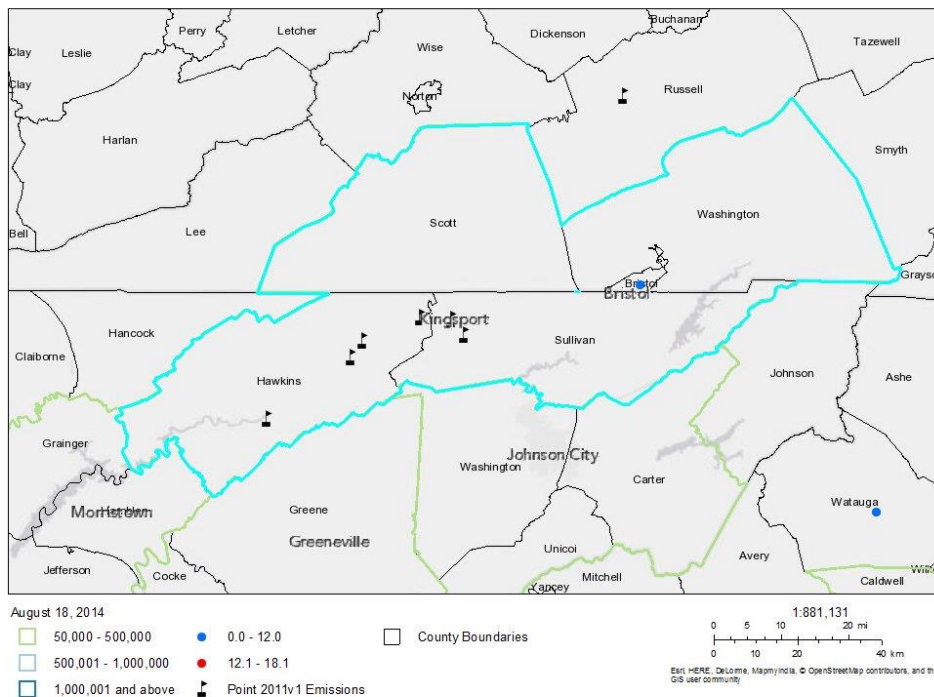 Perry
Letcher
Dickenson
Buchanan
Clay
Leslie
Wise
Tazewell
Clay
Norton
Russell
Harlan
Smyth
Scott
Washington
Bell
Lee
Grayso
Bristol
Bristol
Hancock
Kingsport
Claiborne
Sullivan
Hawkins
Johnson
Ashe
Grainger
Washington
Johnson City
Carter
Morristown
Greene
Watauga
Greeneville
Unicoi
Avery
Jefferson
Cocke
Mitchell
Yancey
Caldwell
August 18, 2014
50,000 - 500,000
0.0 - 12.0
County Boundaries
500,001 - 1,000,000
12.1 - 18.1
1,000,001 and above
Point 2011v1 Emissions
1:881,131
0 5 10 20 mi
0 10 20 40 km
Esri, HERE, DeLorme, MapmyIndia, © OpenStreetMap contributors, and th
GIS user community